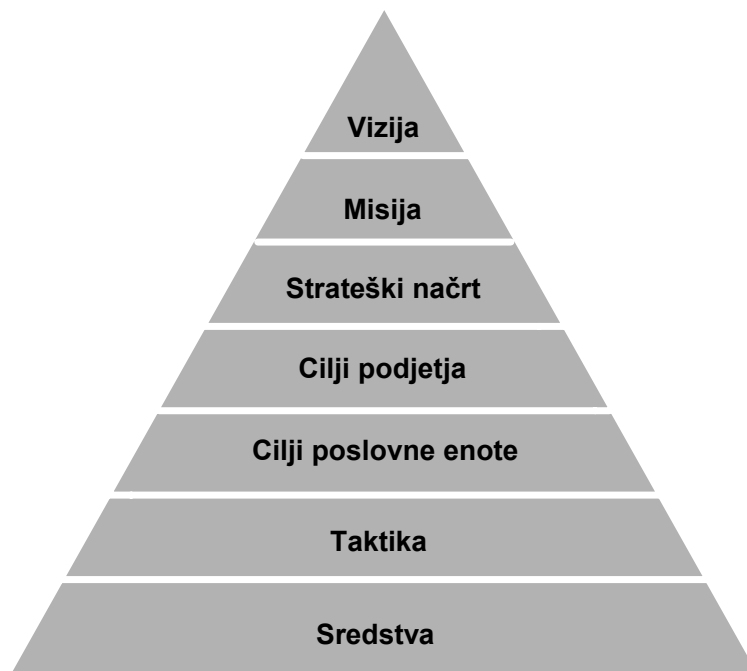 Vizija
Misija
Strateški načrt
Cilji podjetja
Cilji poslovne enote
Taktika
Sredstva